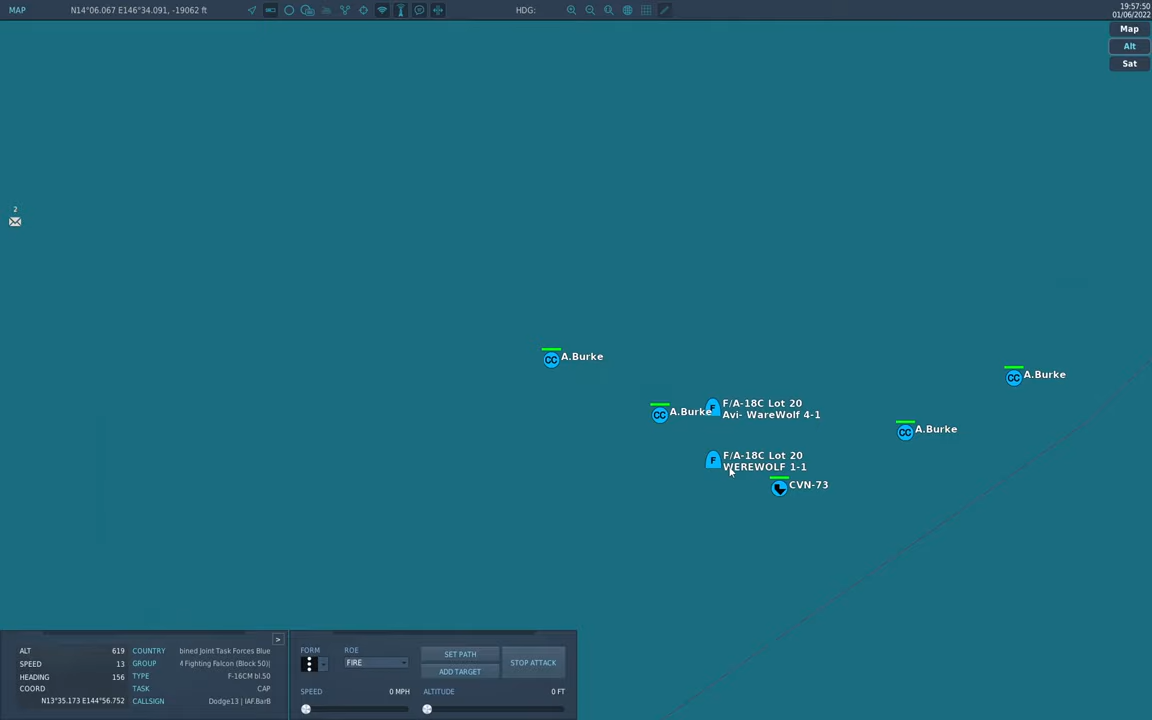 MAP
N14°06.067 E146°34.091, -19062 ft
HDG:
19:57:50
01/06/2022
Map
Alt
Sat
2
CC A.Burke
CC A.Burke
CC A.Burke
F F/A-18C Lot 20
Avi- WareWolf 4-1
CC A.Burke
F F/A-18C Lot 20
WEREWOLF 1-1
CVN-73
>
ALT 619
SPEED 13
HEADING 156
COORD
N13°35.173 E144°56.752
COUNTRY bined Joint Task Forces Blue
GROUP Fighting Falcon (Block 50)|
TYPE F-16CM bl.50
TASK CAP
CALLSIGN Dodge13 | IAF.BarB
FORM
ROE
FIRE
SET PATH
ADD TARGET
STOP ATTACK
SPEED 0 MPH
ALTITUDE 0 FT